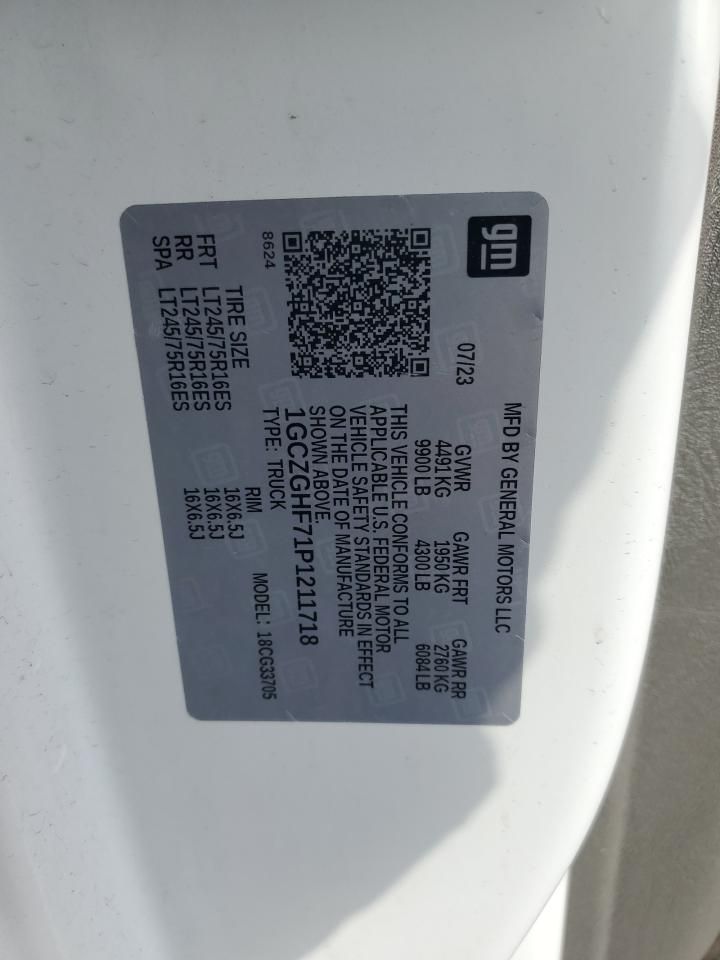 gm
MFD BY GENERAL MOTORS LLC
07/23
GVWR GAWR FRT GAWR RR
4491 KG 1950 KG 2760 KG
9900 LB 4300 LB 6084 LB
THIS VEHICLE CONFORMS TO ALL
APPLICABLE U.S. FEDERAL MOTOR
VEHICLE SAFETY STANDARDS IN EFFECT
ON THE DATE OF MANUFACTURE
SHOWN ABOVE.
1GCZGHF71P1211718
TYPE: TRUCK MODEL: 18CG33705
8624
TIRE SIZE RIM
FRT LT245/75R16ES 16X6.5J
RR LT245/75R16ES 16X6.5J
SPA LT245/75R16ES 16X6.5J